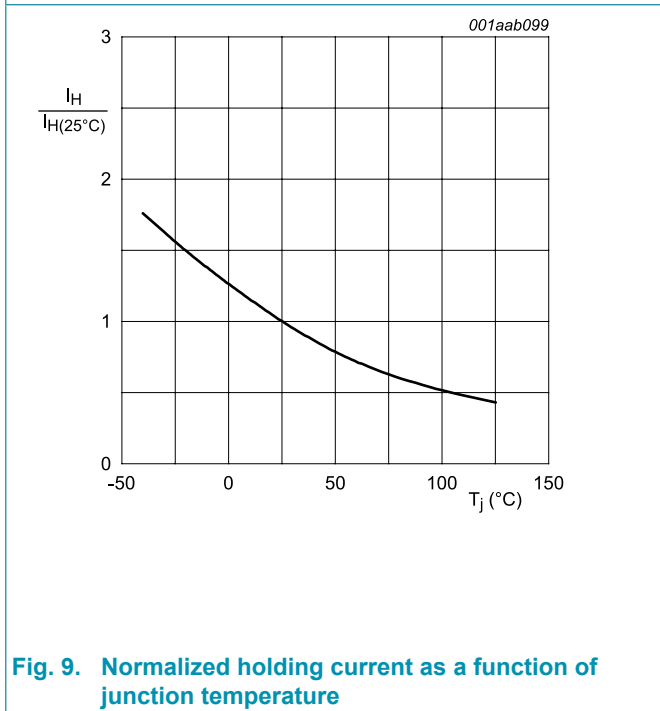 001aab099
3
I_H
I_H(25°C)
2
1
0
-50 0 50 100 150
T_j (°C)
Fig. 9. Normalized holding current as a function of
junction temperature